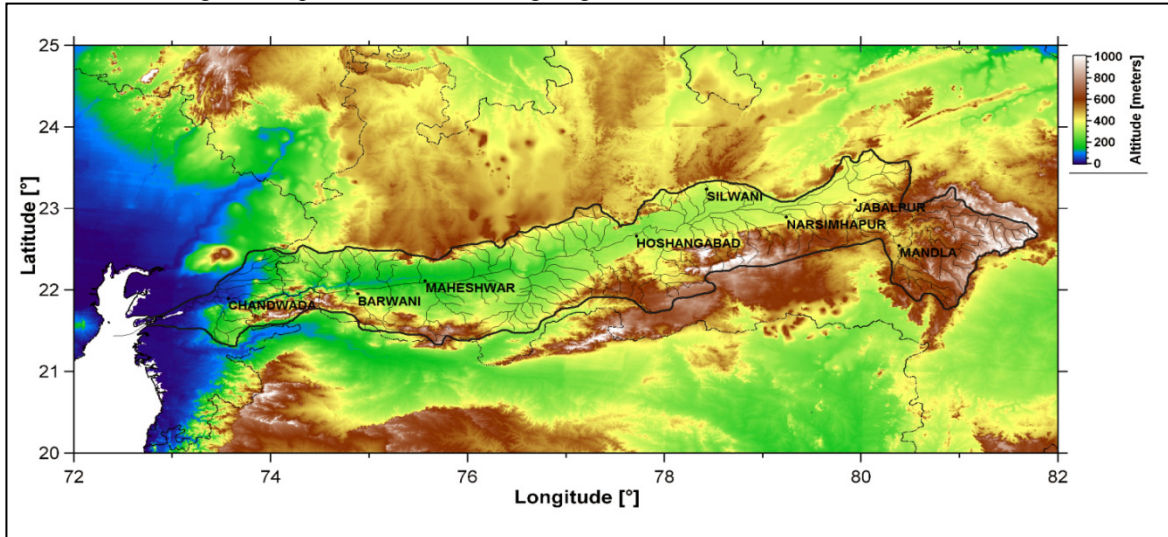 25
24
23
22
21
20
72
74
76
78
80
82
Latitude [°]
Longitude [°]
1000
800
600
400
200
0
Altitude [meters]
SILWANI
JABALPUR
NARSIMHAPUR
HOSHANGABAD
MANDLA
MAHESHWAR
BARWANI
CHANDWADA